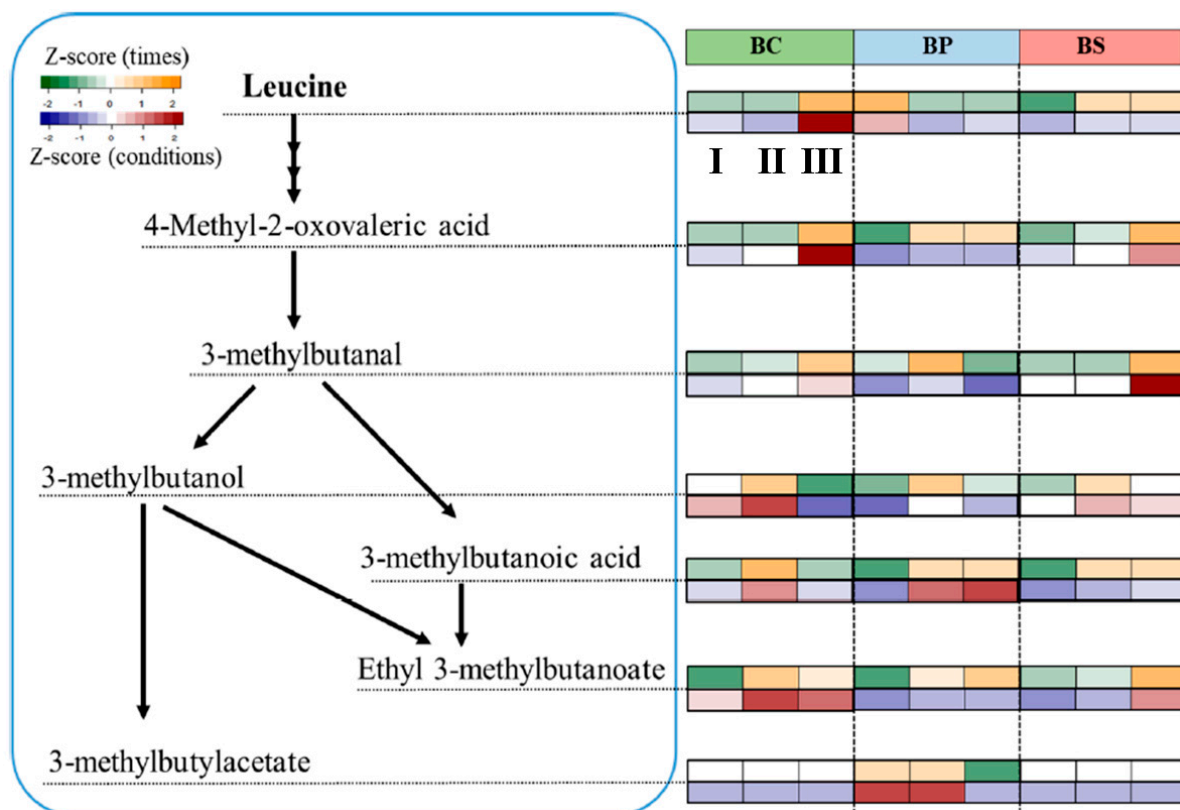 BC BP BS
Z-score (times)
-2 -1 0 1 2
-2 -1 0 1 2
Z-score (conditions)
Leucine
I II III
4-Methyl-2-oxovaleric acid
3-methylbutanal
3-methylbutanol
3-methylbutanoic acid
Ethyl 3-methylbutanoate
3-methylbutylacetate